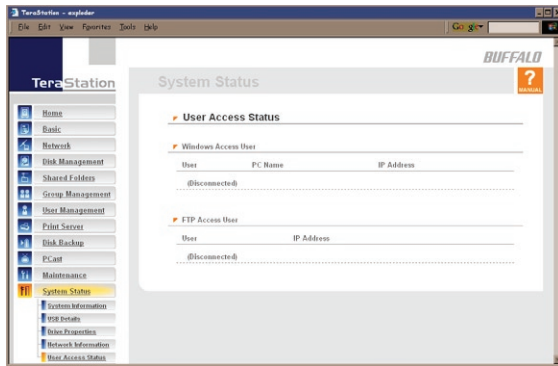 TeraStation - exploder
File Edit View Fporites Tools Help
Google
BUFFALO
TeraStation
System Status
?
MANUAL
Home
Basic
Network
Disk Management
Shared Folders
Group Management
User Management
Print Server
Disk Backup
PCast
Maintenance
System Status
System Information
USB Details
Drive Properties
Network Information
User Access Status
User Access Status
Windows Access User
User PC Name IP Address
(Disconnected)
FTP Access User
User IP Address
(Disconnected)